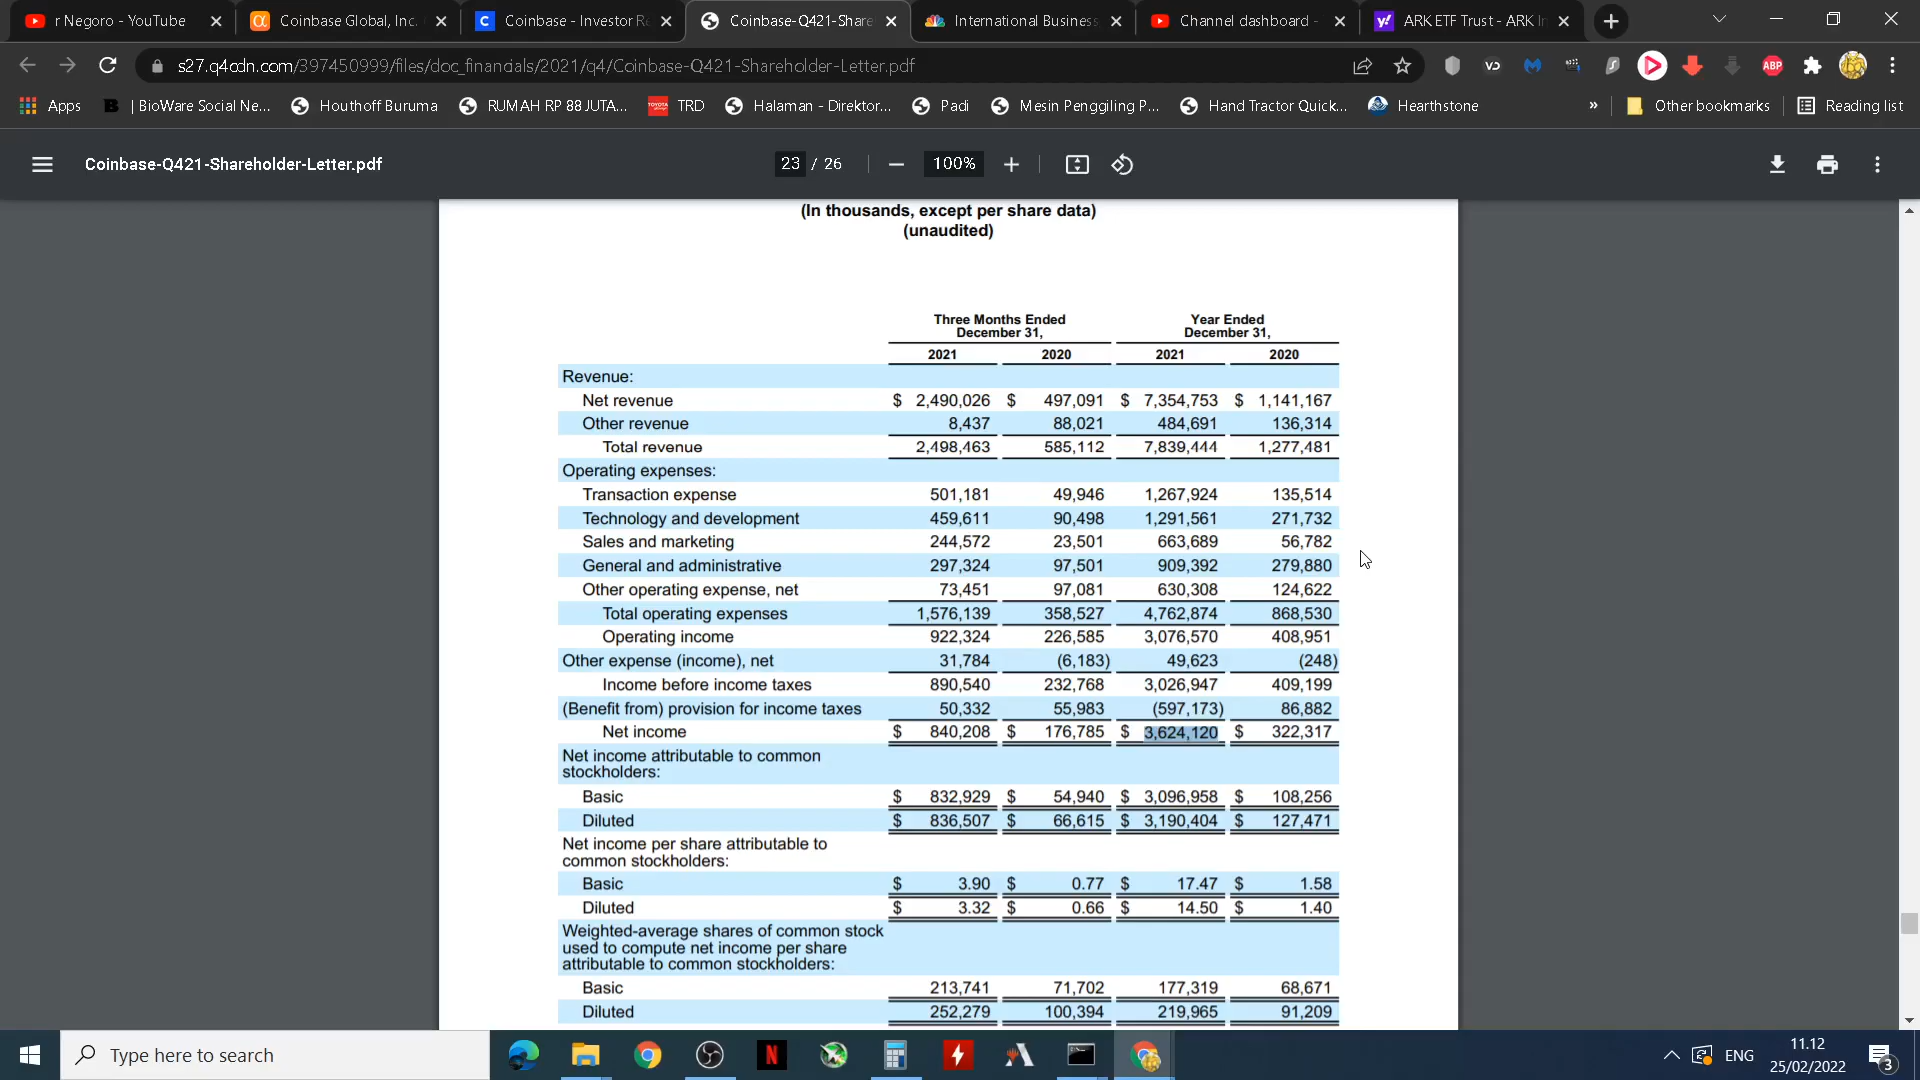 r Negoro - YouTube
Coinbase Global, Inc.
Coinbase - Investor Re
Coinbase-Q421-Share
International Business
Channel dashboard -
ARK ETF Trust - ARK In
s27.q4cdn.com/397450999/files/doc_financials/2021/q4/Coinbase-Q421-Shareholder-Letter.pdf
ABP
Apps
| BioWare Social Ne...
Houthoff Buruma
RUMAH RP 88 JUTA...
TRD
Halaman - Direktor...
Padi
Mesin Penggiling P...
Hand Tractor Quick...
Hearthstone
»
Other bookmarks
Reading list
Coinbase-Q421-Shareholder-Letter.pdf
23 / 26
100%
(In thousands, except per share data)
(unaudited)
Three Months Ended December 31, Year Ended December 31,
2021 2020 2021 2020
Revenue:
Net revenue $ 2,490,026 $ 497,091 $ 7,354,753 $ 1,141,167
Other revenue 8,437 88,021 484,691 136,314
Total revenue 2,498,463 585,112 7,839,444 1,277,481
Operating expenses:
Transaction expense 501,181 49,946 1,267,924 135,514
Technology and development 459,611 90,498 1,291,561 271,732
Sales and marketing 244,572 23,501 663,689 56,782
General and administrative 297,324 97,501 909,392 279,880
Other operating expense, net 73,451 97,081 630,308 124,622
Total operating expenses 1,576,139 358,527 4,762,874 868,530
Operating income 922,324 226,585 3,076,570 408,951
Other expense (income), net 31,784 (6,183) 49,623 (248)
Income before income taxes 890,540 232,768 3,026,947 409,199
(Benefit from) provision for income taxes 50,332 55,983 (597,173) 86,882
Net income $ 840,208 $ 176,785 $ 3,624,120 $ 322,317
Net income attributable to common
stockholders:
Basic $ 832,929 $ 54,940 $ 3,096,958 $ 108,256
Diluted $ 836,507 $ 66,615 $ 3,190,404 $ 127,471
Net income per share attributable to
common stockholders:
Basic $ 3.90 $ 0.77 $ 17.47 $ 1.58
Diluted $ 3.32 $ 0.66 $ 14.50 $ 1.40
Weighted-average shares of common stock
used to compute net income per share
attributable to common stockholders:
Basic 213,741 71,702 177,319 68,671
Diluted 252,279 100,394 219,965 91,209
Type here to search
ENG
11.12
25/02/2022
3